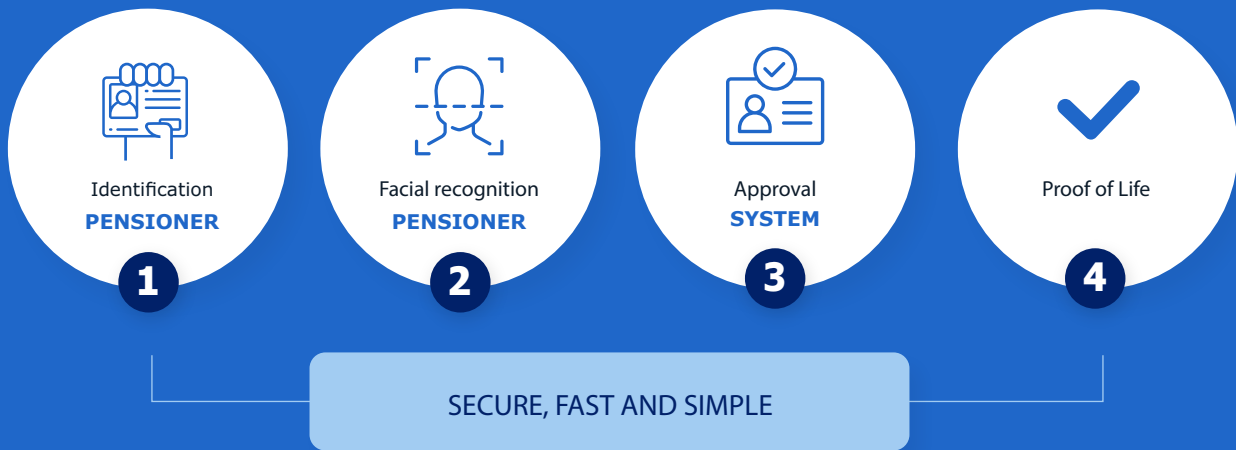 Identification
PENSIONER
1
Facial recognition
PENSIONER
2
Approval
SYSTEM
3
Proof of Life
4
SECURE, FAST AND SIMPLE